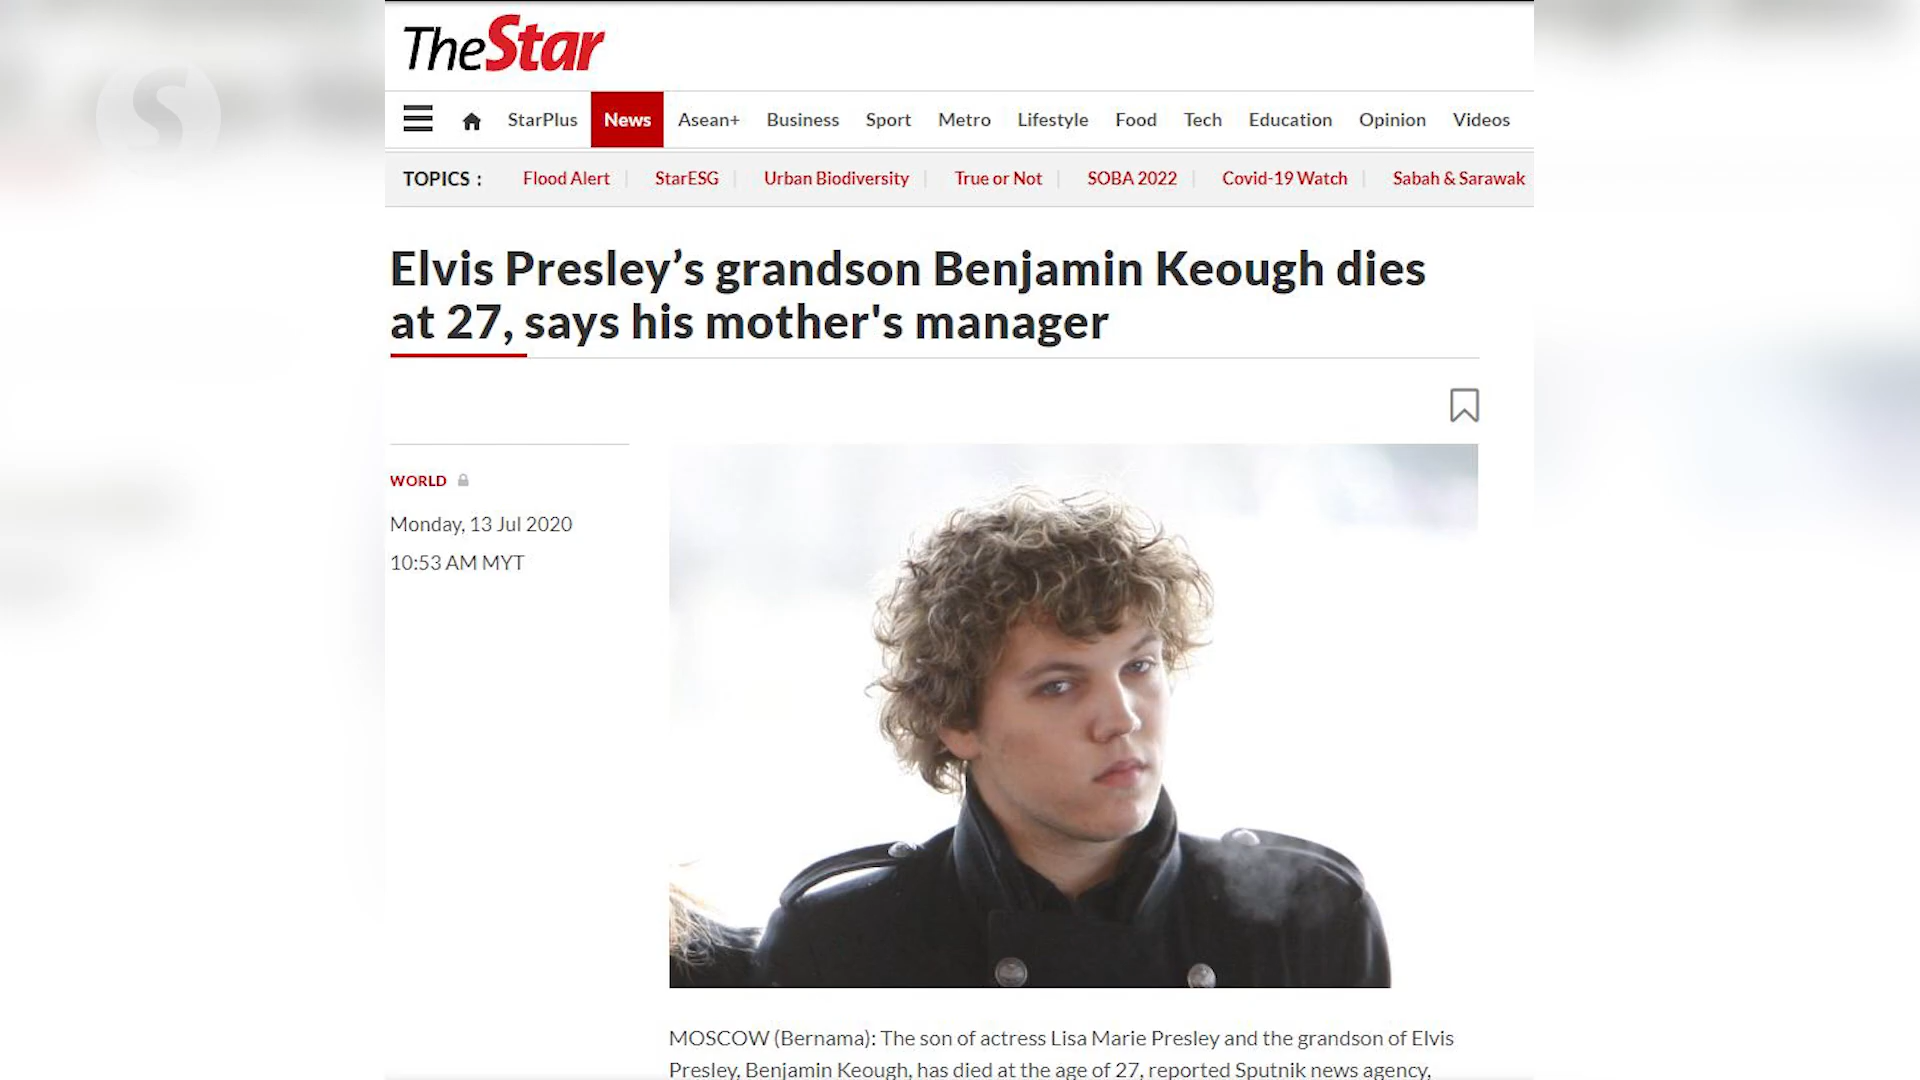 TheStar
StarPlus News Asean+ Business Sport Metro Lifestyle Food Tech Education Opinion Videos
TOPICS : Flood Alert StarESG Urban Biodiversity True or Not SOBA 2022 Covid-19 Watch Sabah & Sarawak
Elvis Presley’s grandson Benjamin Keough dies
at 27, says his mother's manager
WORLD
Monday, 13 Jul 2020
10:53 AM MYT
MOSCOW (Bernama): The son of actress Lisa Marie Presley and the grandson of Elvis
Presley, Benjamin Keough, has died at the age of 27, reported Sputnik news agency,
S